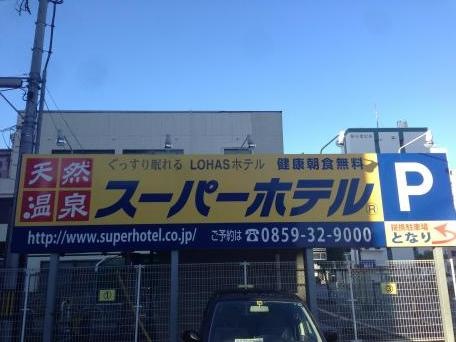 天然
温泉
ぐっすり眠れる LOHASホテル 健康朝食無料
スーパーホテル®
http://www.superhotel.co.jp/ ご予約は☎0859-32-9000
P
提携駐車場
となり
①
③